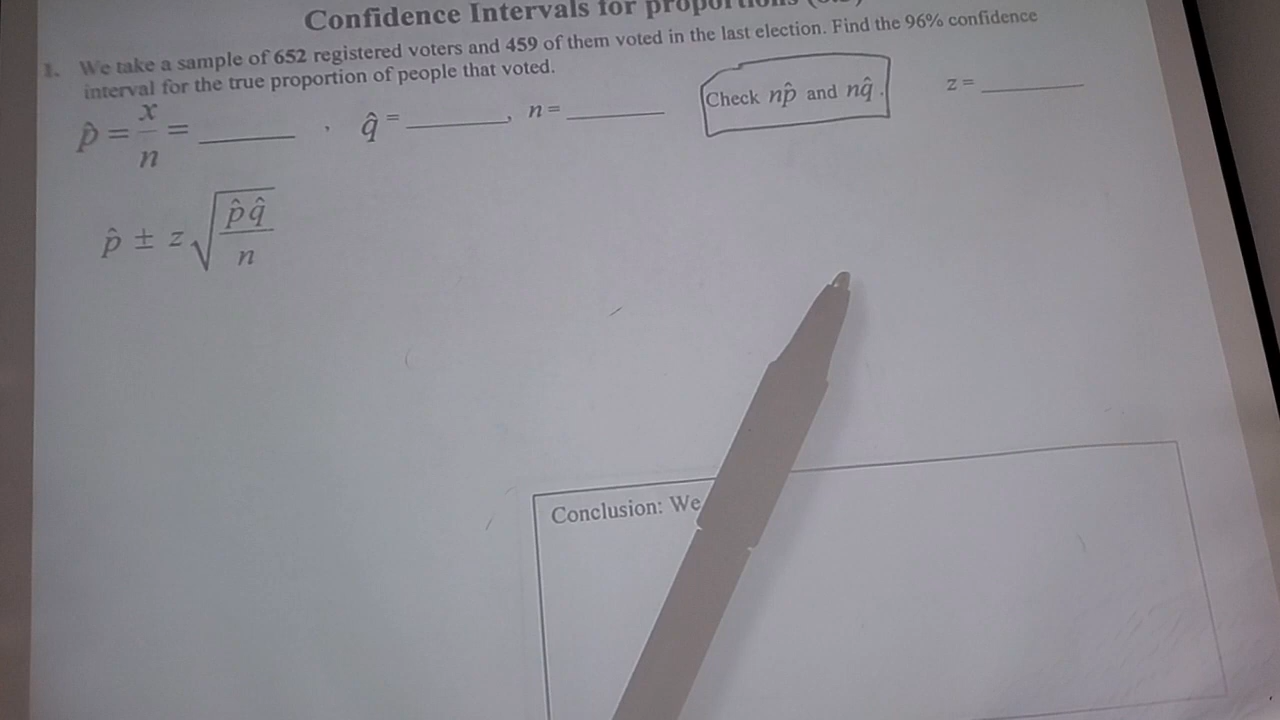 Confidence Intervals for proportions
1. We take a sample of 652 registered voters and 459 of them voted in the last election. Find the 96% confidence
interval for the true proportion of people that voted.
p̂ = x/n = ______ , q̂ = ______, n = ______ Check np̂ and nq̂. z = ______
p̂ ± z√(p̂q̂/n)
Conclusion: We